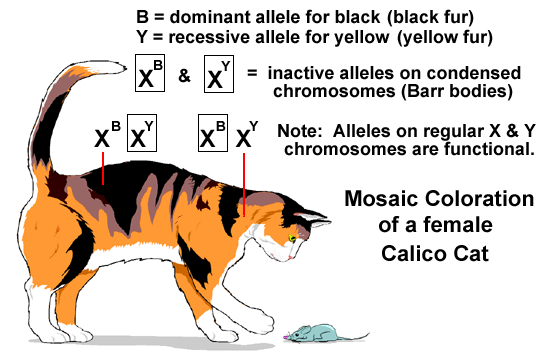 B = dominant allele for black (black fur)
Y = recessive allele for yellow (yellow fur)
X^B & X^Y = inactive alleles on condensed
chromosomes (Barr bodies)
X^B X^Y X^B X^Y Note: Alleles on regular X & Y
chromosomes are functional.
Mosaic Coloration
of a female
Calico Cat